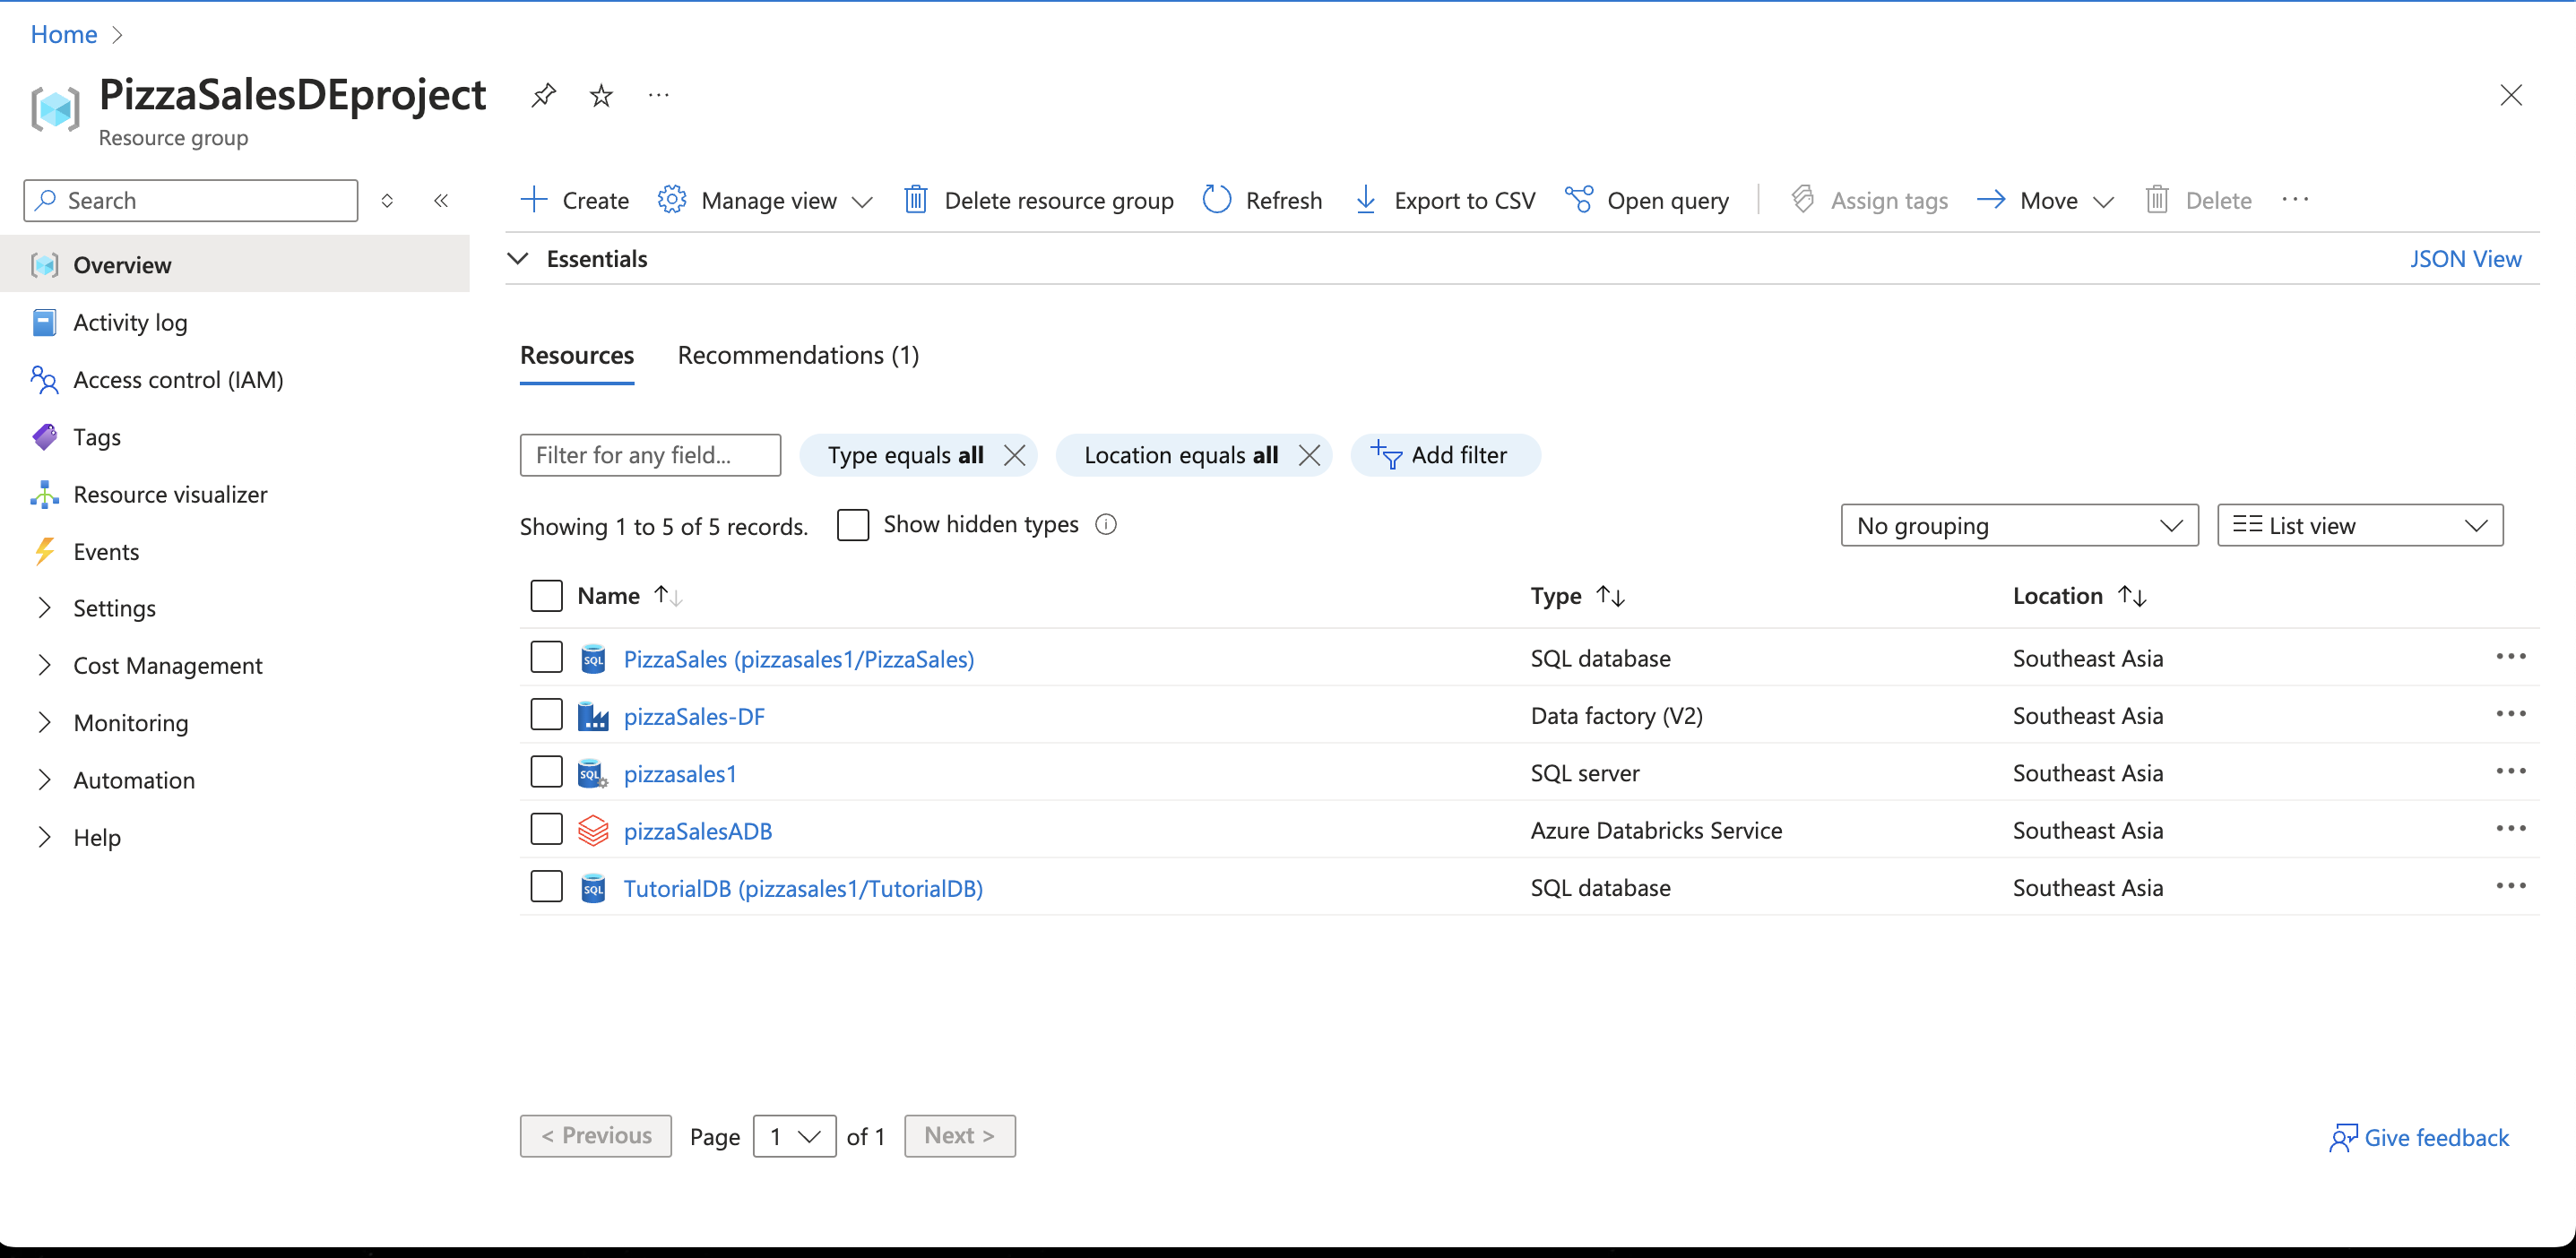 Home
PizzaSalesDEproject
Resource group
Search
Create Manage view Delete resource group Refresh Export to CSV Open query Assign tags Move Delete
Overview
Activity log
Access control (IAM)
Tags
Resource visualizer
Events
Settings
Cost Management
Monitoring
Automation
Help
Essentials JSON View
Resources Recommendations (1)
Filter for any field... Type equals all Location equals all Add filter
Showing 1 to 5 of 5 records. Show hidden types No grouping List view
Name Type Location
PizzaSales (pizzasales1/PizzaSales) SQL database Southeast Asia
pizzaSales-DF Data factory (V2) Southeast Asia
pizzasales1 SQL server Southeast Asia
pizzaSalesADB Azure Databricks Service Southeast Asia
TutorialDB (pizzasales1/TutorialDB) SQL database Southeast Asia
< Previous Page 1 of 1 Next > Give feedback